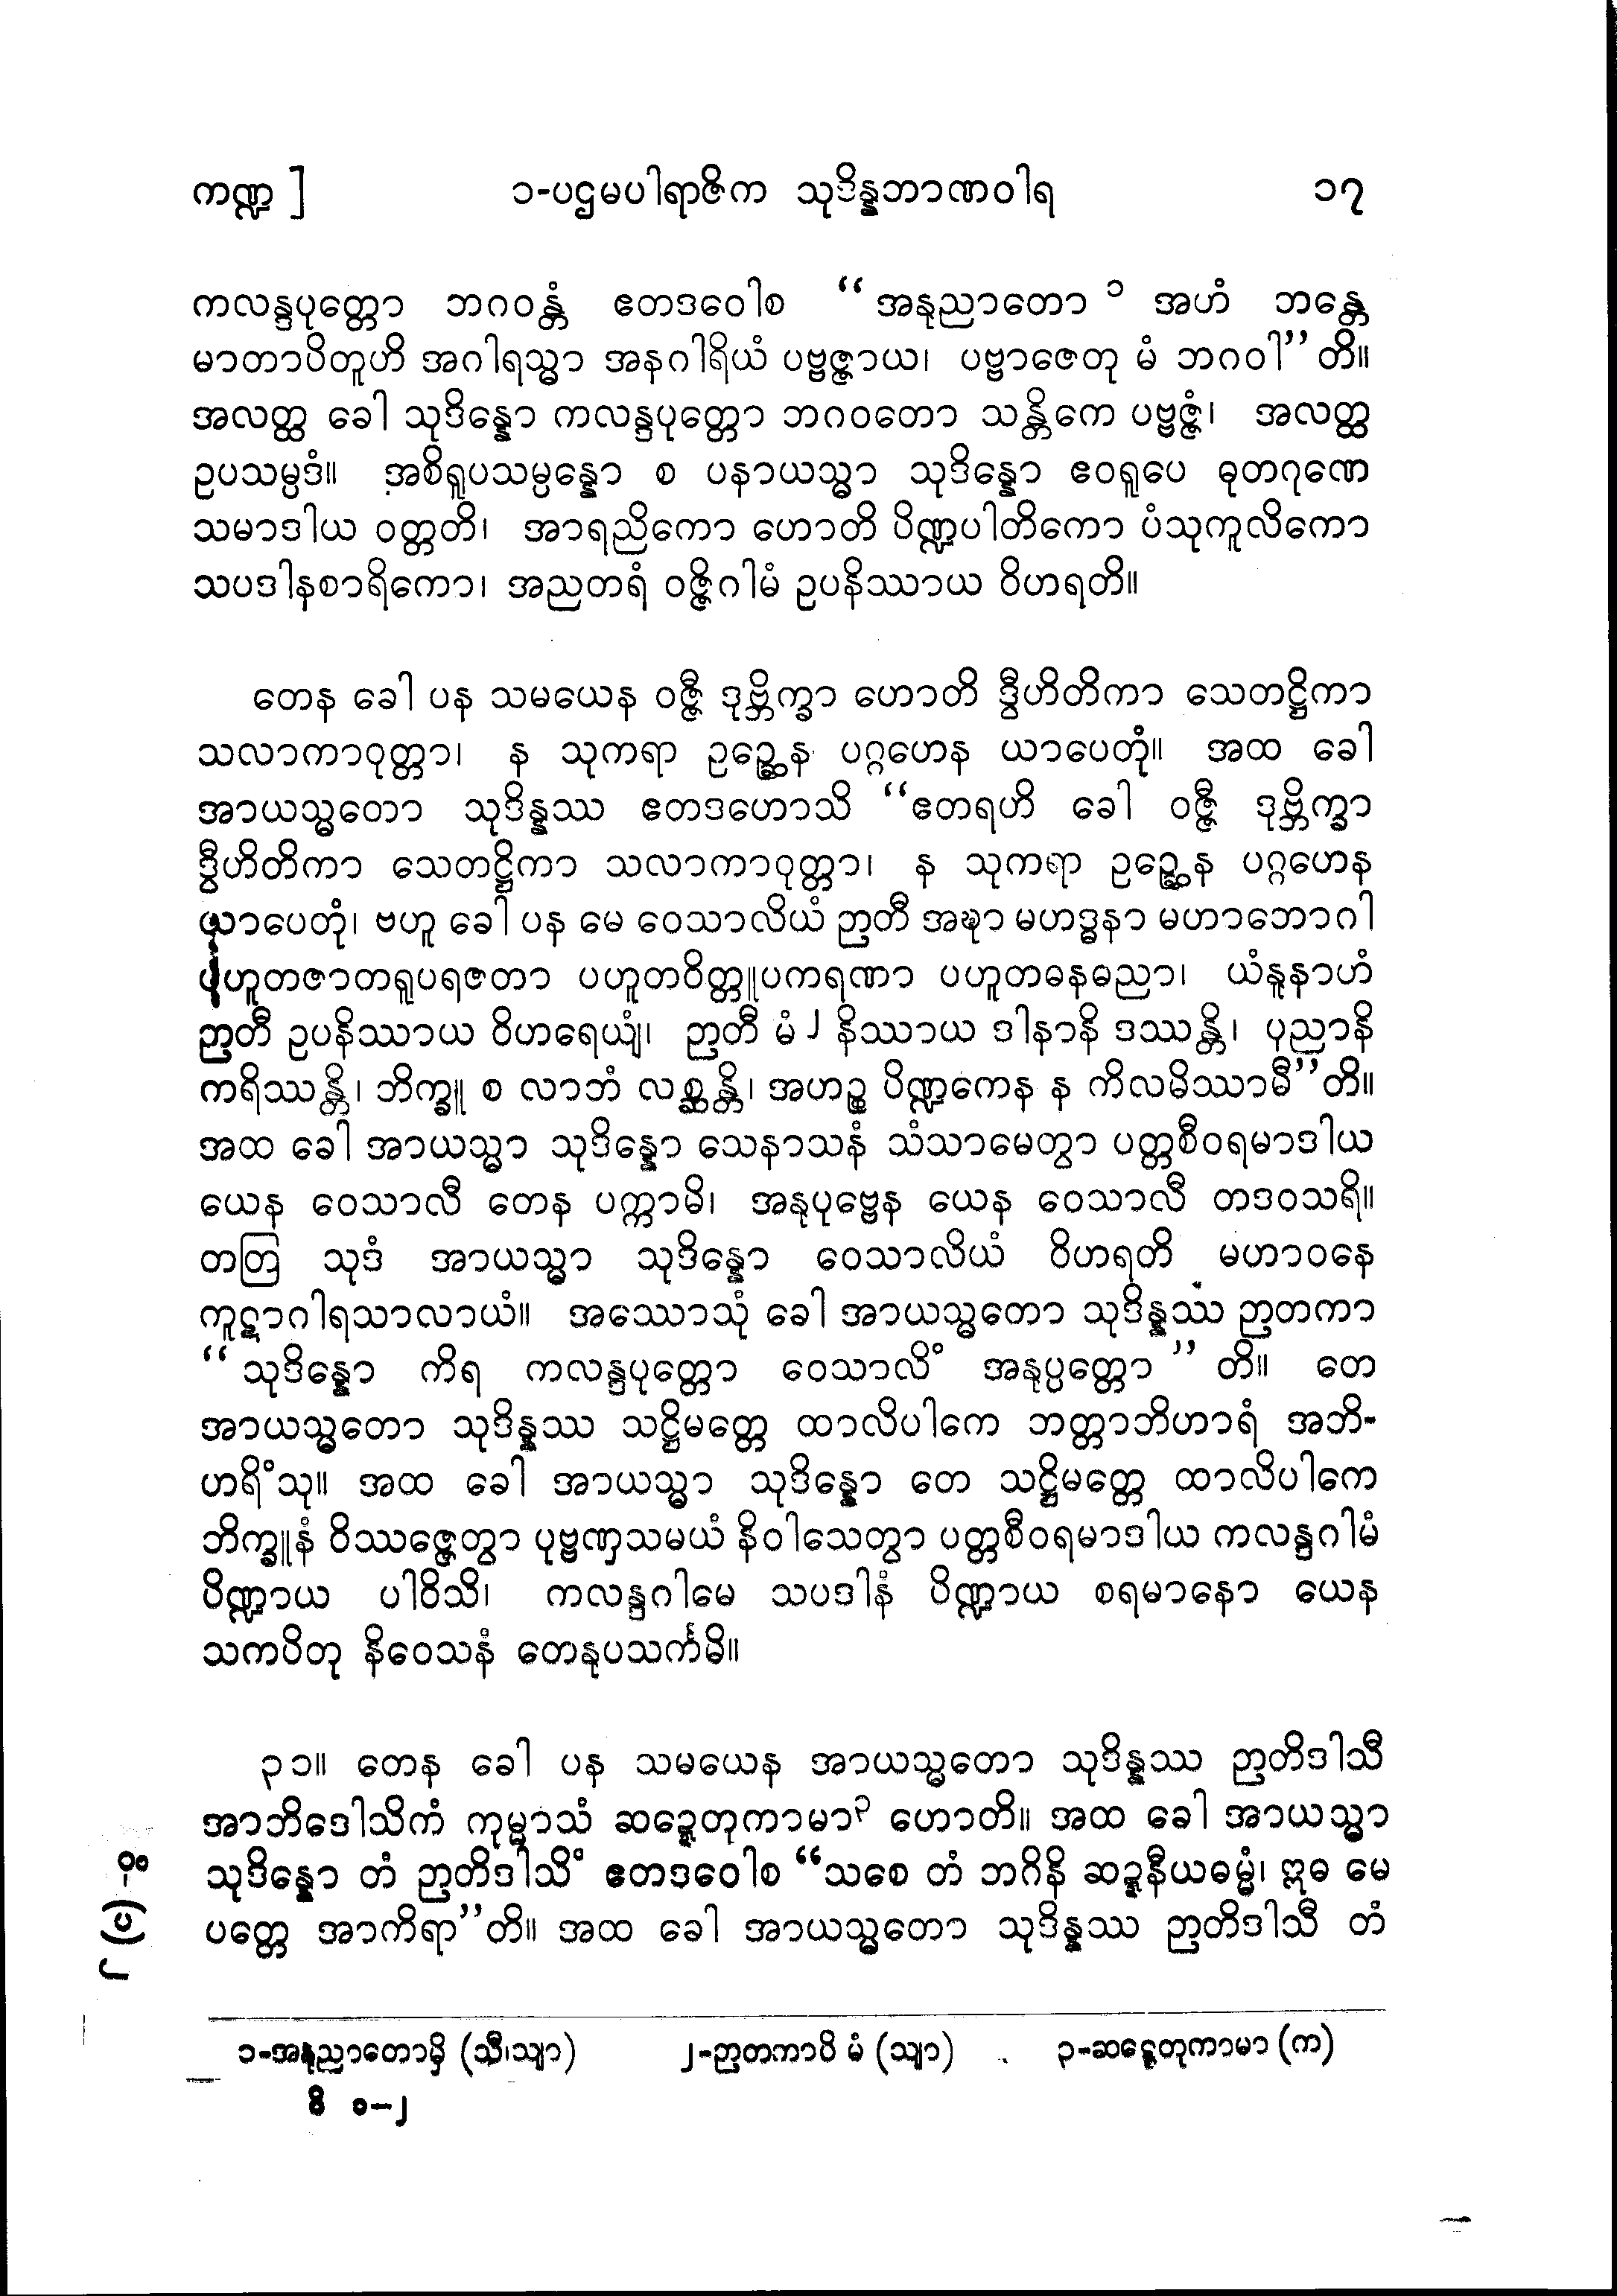 ကဏ္ဍ ] ၁-ပဌမပါရာဇိက သုဒိန္နဘာဏဝါရ ၁၇
ကလန္ဒပုတ္တော ဘဂဝန္တံ ဧတဒဝေါစ “အနုညာတော ၁ အဟံ ဘန္တေ
မာတာပိတူဟိ အဂါရသ္မာ အနဂါရိယံ ပဗ္ဗဇ္ဇာယ၊ ပဗ္ဗာဇေတု မံ ဘဂဝါ”တိ။
အလတ္ထ ခေါ သုဒိန္နော ကလန္ဒပုတ္တော ဘဂဝတော သန္တိကေ ပဗ္ဗဇ္ဇံ၊ အလတ္ထ
ဥပသမ္ပဒံ။ အစိရူပသမ္ပန္နော စ ပနာယသ္မာ သုဒိန္နော ဧဝရူပေ ဓုတဂုဏေ
သမာဒါယ ဝတ္တတိ၊ အာရညိကော ဟောတိ ပိဏ္ဍပါတိကော ပံသုကူလိကော
သပဒါနစာရိကော၊ အညတရံ ဝဇ္ဇိဂါမံ ဥပနိဿာယ ဝိဟရတိ။
တေန ခေါ ပန သမယေန ဝဇ္ဇီ ဒုဗ္ဘိက္ခာ ဟောတိ ဒွီဟိတိကာ သေတဋ္ဌိကာ
သလာကာဝုတ္တာ၊ န သုကရာ ဥဉ္ဆေန ပဂ္ဂဟေန ယာပေတုံ။ အထ ခေါ
အာယသ္မတော သုဒိန္နဿ ဧတဒဟောသိ “ဧတရဟိ ခေါ ဝဇ္ဇီ ဒုဗ္ဘိက္ခာ
ဒွီဟိတိကာ သေတဋ္ဌိကာ သလာကာဝုတ္တာ၊ န သုကရာ ဥဉ္ဆေန ပဂ္ဂဟေန
ယာပေတုံ၊ ဗဟူ ခေါ ပန မေ ဝေသာလိယံ ဉာတီ အဍ္ဎာ မဟဒ္ဓနာ မဟာဘောဂါ
ပဟူတဇာတရူပရဇတာ ပဟူတဝိတ္တူပကရဏာ ပဟူတဓနဓညာ၊ ယံနူနာဟံ
ဉာတီ ဥပနိဿာယ ဝိဟရေယျံ၊ ဉာတီ မံ ၂ နိဿာယ ဒါနာနိ ဒဿန္တိ၊ ပုညာနိ
ကရိဿန္တိ၊ ဘိက္ခူ စ လာဘံ လစ္ဆန္တိ၊ အဟဉ္စ ပိဏ္ဍကေန န ကိလမိဿာမီ”တိ။
အထ ခေါ အာယသ္မာ သုဒိန္နော သေနာသနံ သံသာမေတွာ ပတ္တစီဝရမာဒါယ
ယေန ဝေသာလီ တေန ပက္ကာမိ၊ အနုပုဗ္ဗေန ယေန ဝေသာလီ တဒဝသရိ။
တတြ သုဒံ အာယသ္မာ သုဒိန္နော ဝေသာလိယံ ဝိဟရတိ မဟာဝနေ
ကူဋာဂါရသာလာယံ။ အဿောသုံ ခေါ အာယသ္မတော သုဒိန္နဿ ဉာတကာ
“သုဒိန္နော ကိရ ကလန္ဒပုတ္တော ဝေသာလိံ အနုပ္ပတ္တော”တိ။ တေ
အာယသ္မတော သုဒိန္နဿ သဋ္ဌိမတ္တေ ထာလိပါကေ ဘတ္တာဘိဟာရံ အဘိ-
ဟရိံသု။ အထ ခေါ အာယသ္မာ သုဒိန္နော တေ သဋ္ဌိမတ္တေ ထာလိပါကေ
ဘိက္ခူနံ ဝိဿဇ္ဇေတွာ ပုဗ္ဗဏှသမယံ နိဝါသေတွာ ပတ္တစီဝရမာဒါယ ကလန္ဒဂါမံ
ပိဏ္ဍာယ ပါဝိသိ၊ ကလန္ဒဂါမေ သပဒါနံ ပိဏ္ဍာယ စရမာနော ယေန
သကပိတု နိဝေသနံ တေနုပသင်္ကမိ။
၃၁။ တေန ခေါ ပန သမယေန အာယသ္မတော သုဒိန္နဿ ဉာတိဒါသီ
အာဘိဒေါသိကံ ကုမ္မာသံ ဆဍ္ဍေတုကာမာ ၃ ဟောတိ။ အထ ခေါ အာယသ္မာ
သုဒိန္နော တံ ဉာတိဒါသိံ ဧတဒဝေါစ “သစေ တံ ဘဂိနိ ဆဍ္ဍနီယဓမ္မံ၊ ဣဓ မေ
ပတ္တေ အာကိရာ”တိ။ အထ ခေါ အာယသ္မတော သုဒိန္နဿ ဉာတိဒါသီ တံ
၁-အနုညာတောမှိ (သီ၊သျာ) ၂-ဉာတကာပိ မံ (သျာ) ၃-ဆဋ္ဋေတုကာမာ (က)
ဝိ ၁-၂